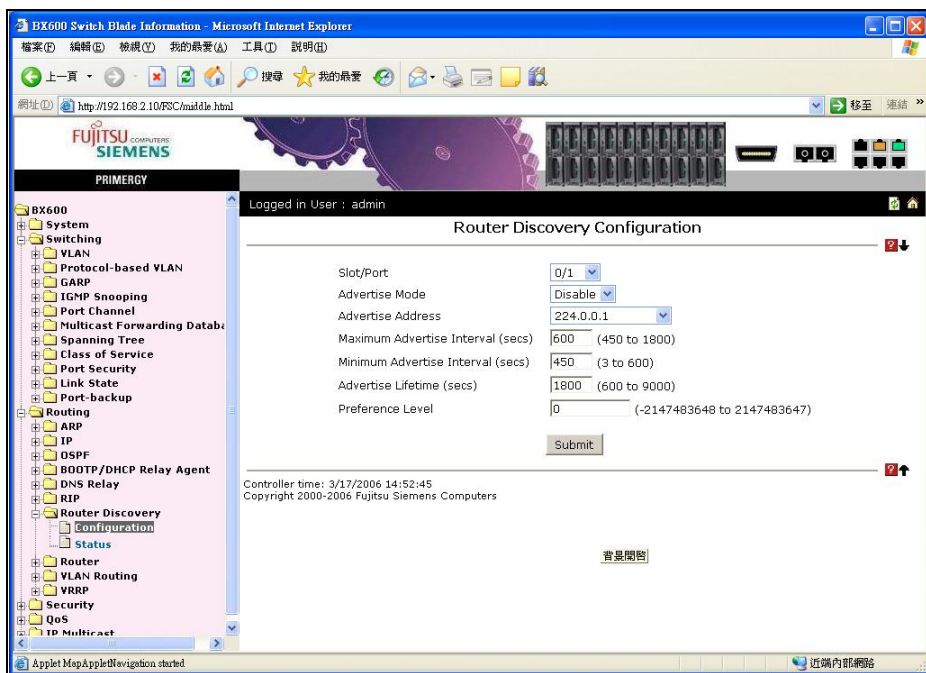 BX600 Switch Blade Information - Microsoft Internet Explorer
檔案(F) 編輯(E) 檢視(V) 我的最愛(A) 工具(T) 說明(H)
上一頁 搜尋 我的最愛
網址(D) http://192.168.2.10/FSC/middle.html 移至 連結 »
FUJITSU COMPUTERS
SIEMENS
PRIMERGY
Logged in User : admin
BX600
System
Switching
VLAN
Protocol-based VLAN
GARP
IGMP Snooping
Port Channel
Multicast Forwarding Databa
Spanning Tree
Class of Service
Port Security
Link State
Port-backup
Routing
ARP
IP
OSPF
BOOTP/DHCP Relay Agent
DNS Relay
RIP
Router Discovery
Configuration
Status
Router
VLAN Routing
VRRP
Security
QoS
IP Multicast
Router Discovery Configuration
Slot/Port 0/1
Advertise Mode Disable
Advertise Address 224.0.0.1
Maximum Advertise Interval (secs) 600 (450 to 1800)
Minimum Advertise Interval (secs) 450 (3 to 600)
Advertise Lifetime (secs) 1800 (600 to 9000)
Preference Level 0 (-2147483648 to 2147483647)
Submit
Controller time: 3/17/2006 14:52:45
Copyright 2000-2006 Fujitsu Siemens Computers
背景開啟
Applet MapAppletNavigation started 近端內部網路